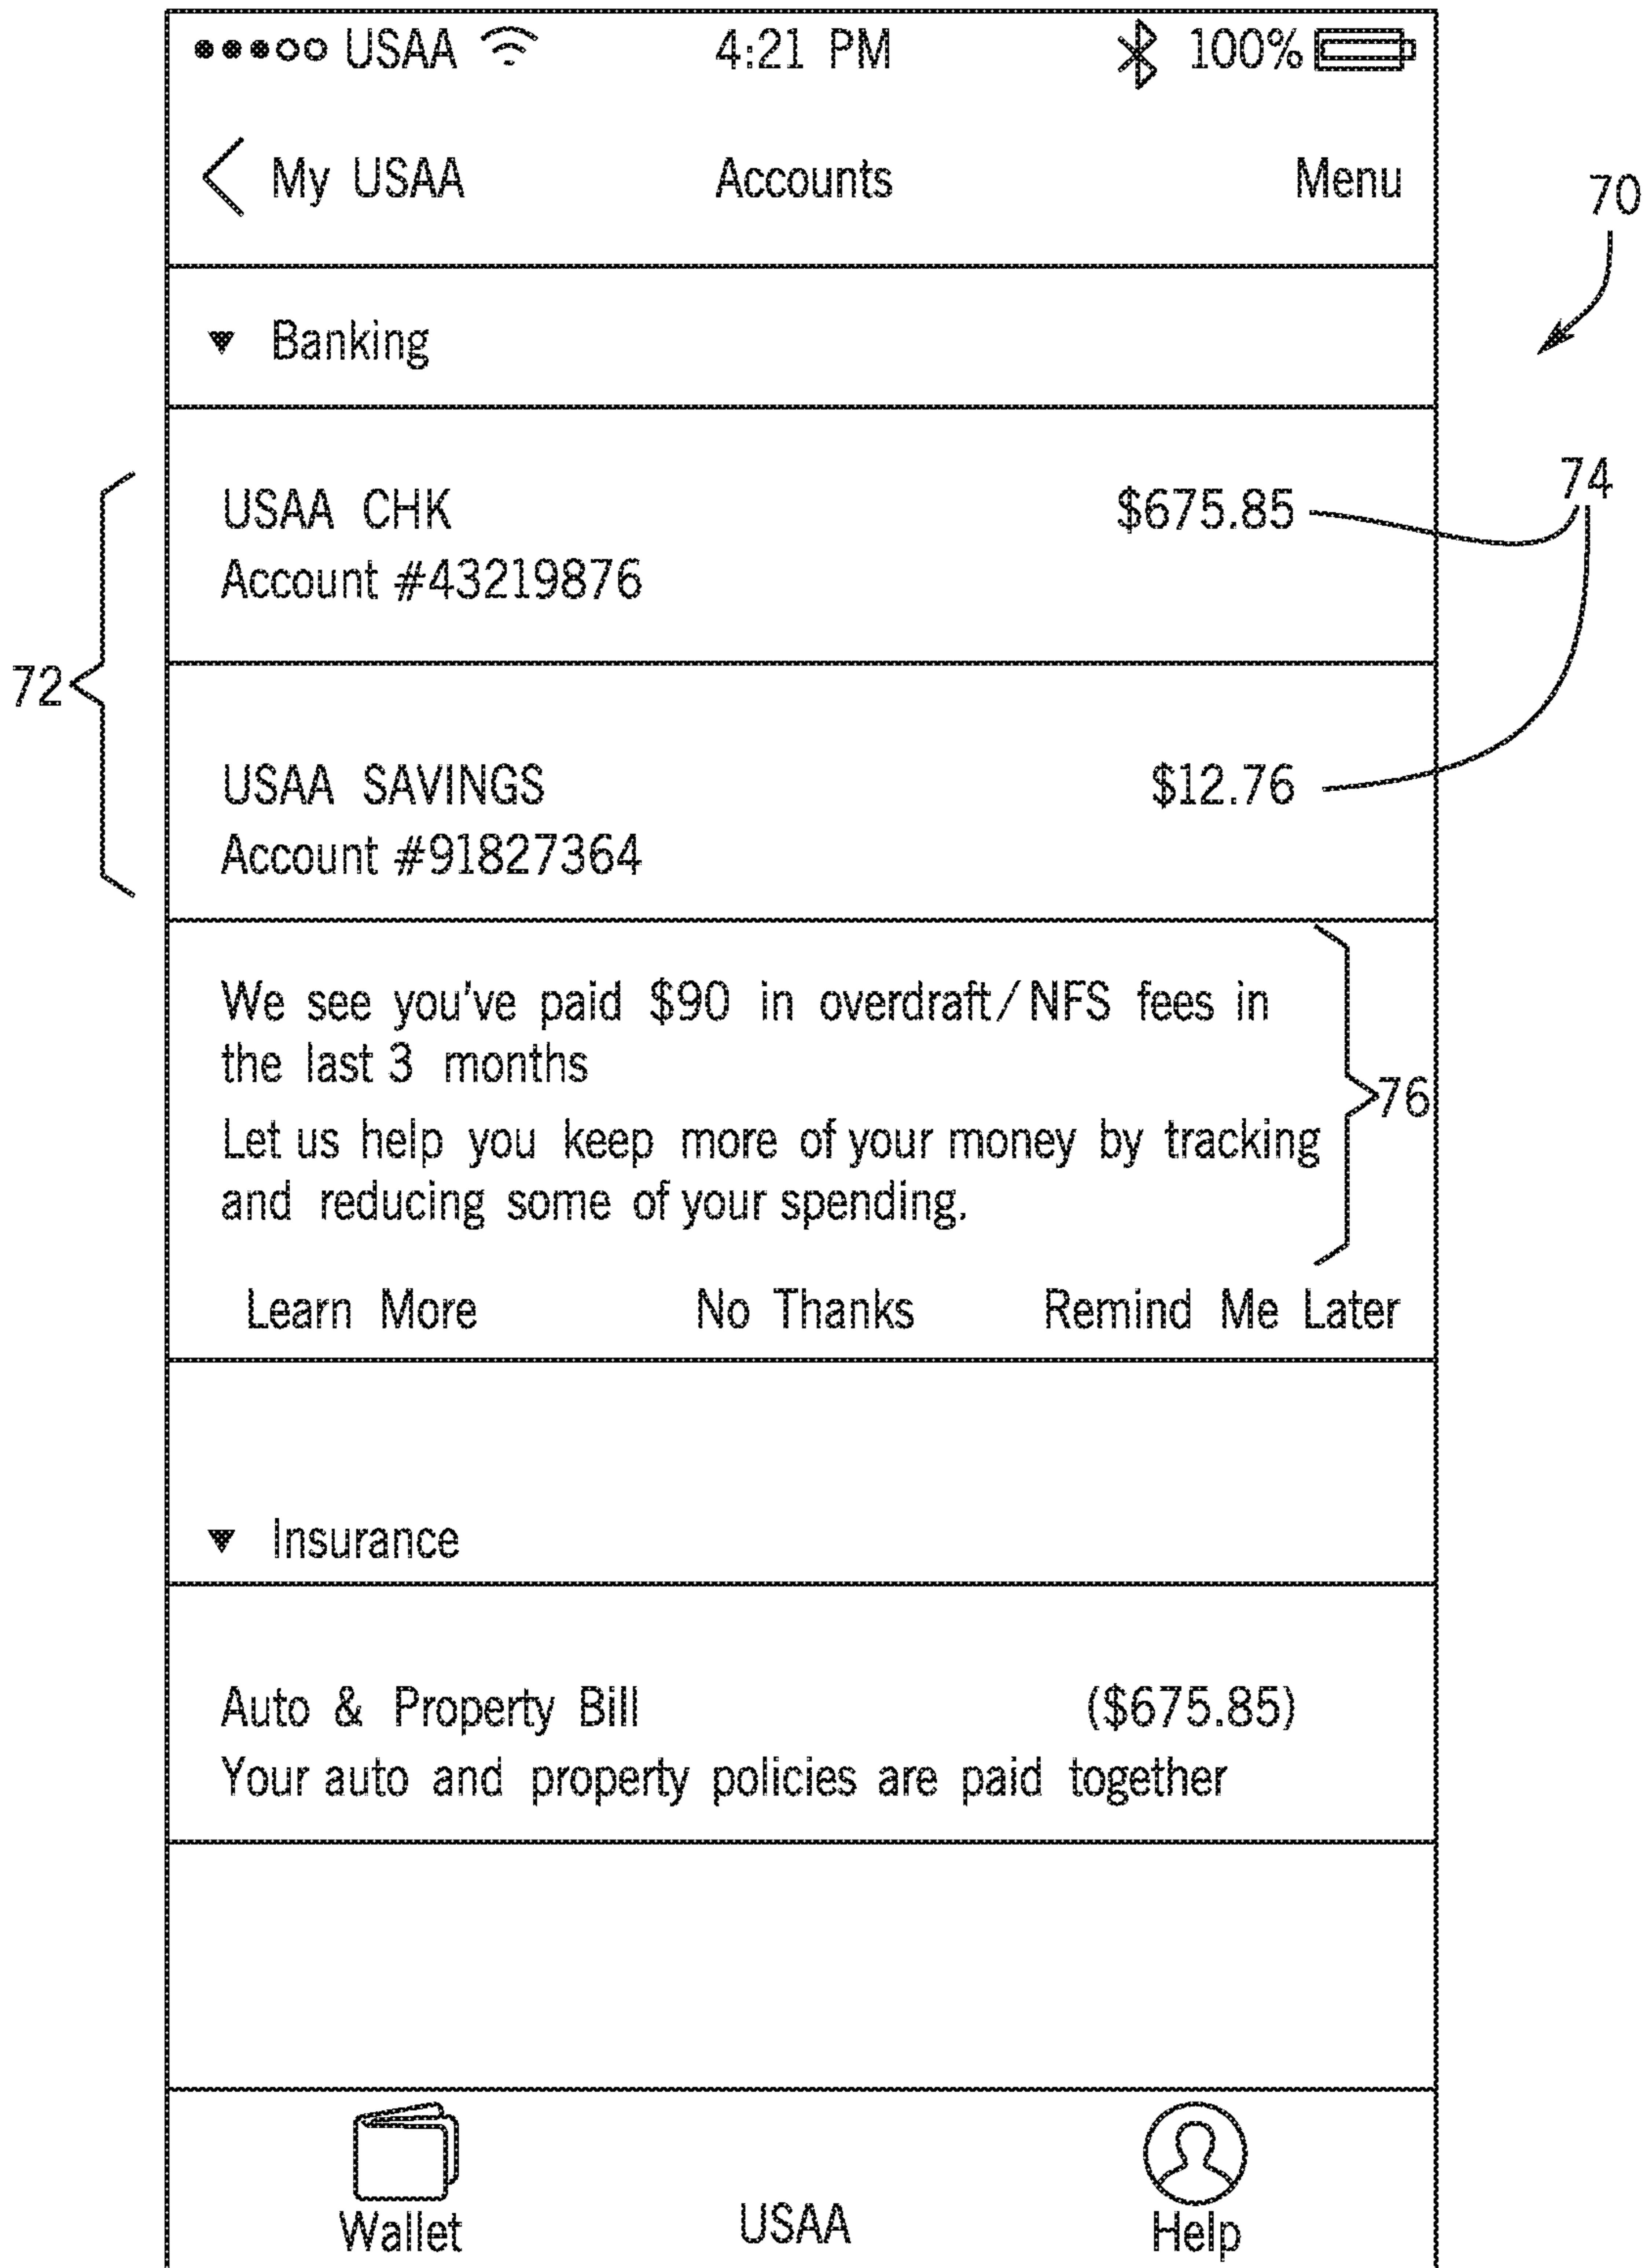 USAA 4:21 PM 100%
My USAA Accounts Menu
70
Banking
74
USAA CHK $675.85
Account #43219876
72
USAA SAVINGS $12.76
Account #91827364
We see you've paid $90 in overdraft/NFS fees in
the last 3 months
76
Let us help you keep more of your money by tracking
and reducing some of your spending.
Learn More No Thanks Remind Me Later
Insurance
Auto & Property Bill ($675.85)
Your auto and property policies are paid together
Wallet USAA Help